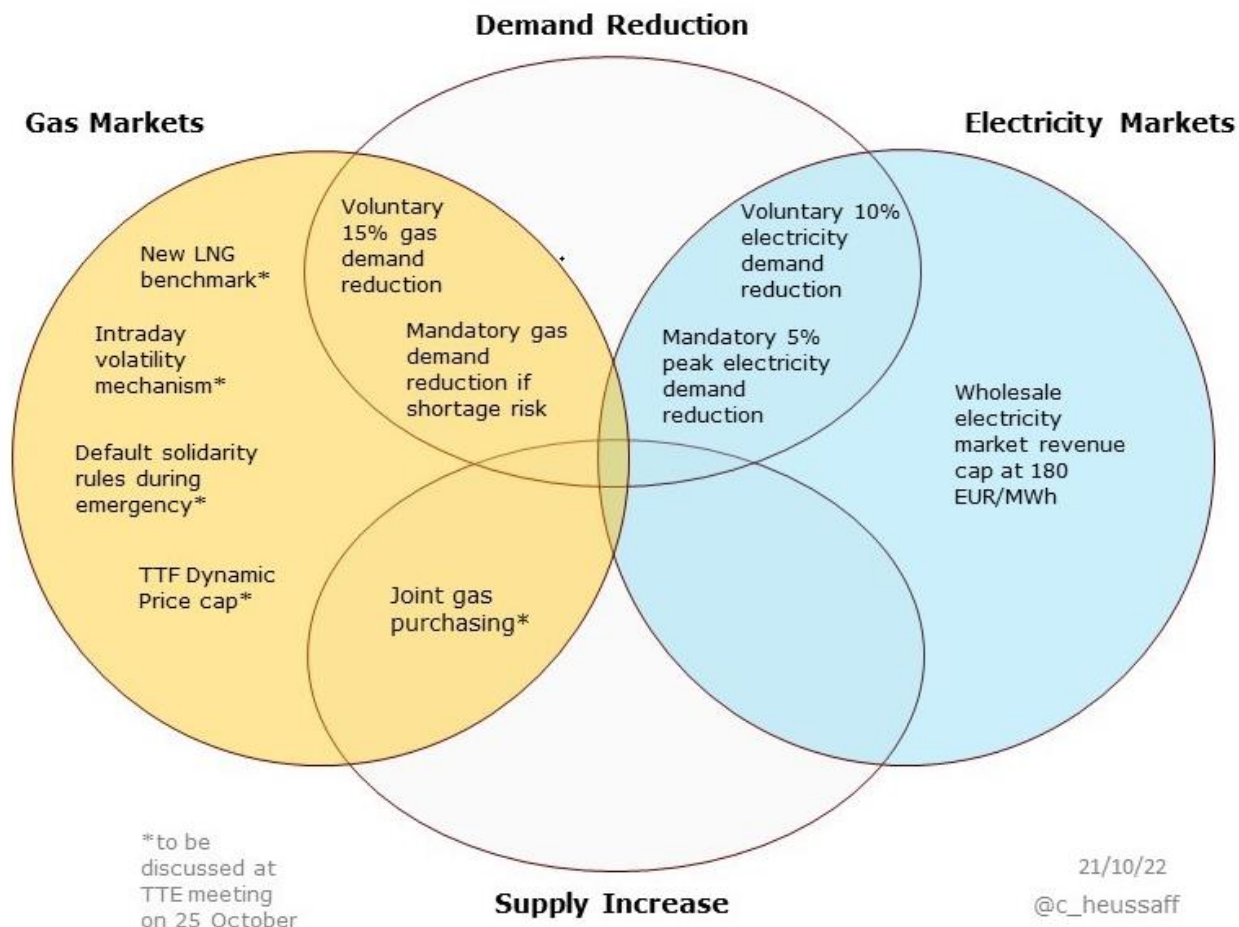 Demand Reduction
Gas Markets
Electricity Markets
Voluntary
15% gas
demand
reduction
Voluntary 10%
electricity
demand
reduction
New LNG
benchmark*
Intraday
volatility
mechanism*
Mandatory gas
demand
reduction if
shortage risk
Mandatory 5%
peak electricity
demand
reduction
Wholesale
electricity
market revenue
cap at 180
EUR/MWh
Default solidarity
rules during
emergency*
TTF Dynamic
Price cap*
Joint gas
purchasing*
*to be
discussed at
TTE meeting
on 25 October
Supply Increase
21/10/22
@c_heussaff